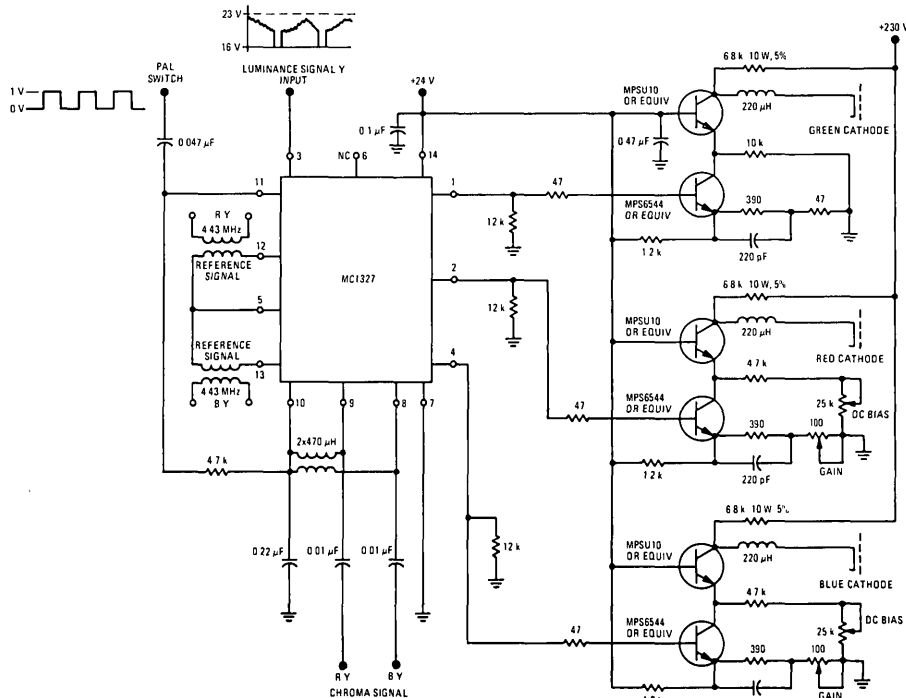 23 V
16 V
+230 V
PAL
SWITCH
LUMINANCE SIGNAL Y
INPUT
+24 V
1 V
0 V
0 047 µF
0 1 µF
3
NC 6
14
11
R Y
4 43 MHz
12
REFERENCE
SIGNAL
5
REFERENCE
SIGNAL
13
4 43 MHz
B Y
MC1327
1
2
4
10
9
8
7
47
12 k
12 k
12 k
2x470 µH
4 7 k
0 22 µF
0 01 µF
0 01 µF
R Y
B Y
CHROMA SIGNAL
68 k 10 W, 5%
MPSU10
OR EQUIV
220 µH
GREEN CATHODE
0 47 µF
10 k
MPS6544
OR EQUIV
390
47
1 2 k
220 pF
68 k 10 W, 5%
MPSU10
OR EQUIV
220 µH
RED CATHODE
4 7 k
25 k
DC BIAS
47
MPS6544
OR EQUIV
390
100
1 2 k
220 pF
GAIN
68 k 10 W 5%
MPSU10
OR EQUIV
220 µH
BLUE CATHODE
4 7 k
DC BIAS
25 k
47
MPS6544
OR EQUIV
390
100
GAIN